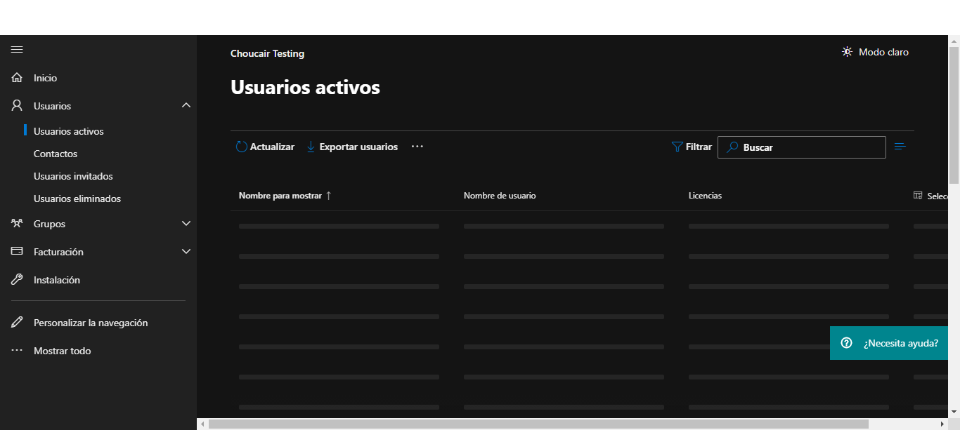 Choucair Testing
Modo claro
Inicio
Usuarios
Usuarios activos
Contactos
Usuarios invitados
Usuarios eliminados
Grupos
Facturación
Instalación
Personalizar la navegación
Mostrar todo
Usuarios activos
Actualizar Exportar usuarios Filtrar Buscar
Nombre para mostrar ↑ Nombre de usuario Licencias
¿Necesita ayuda?